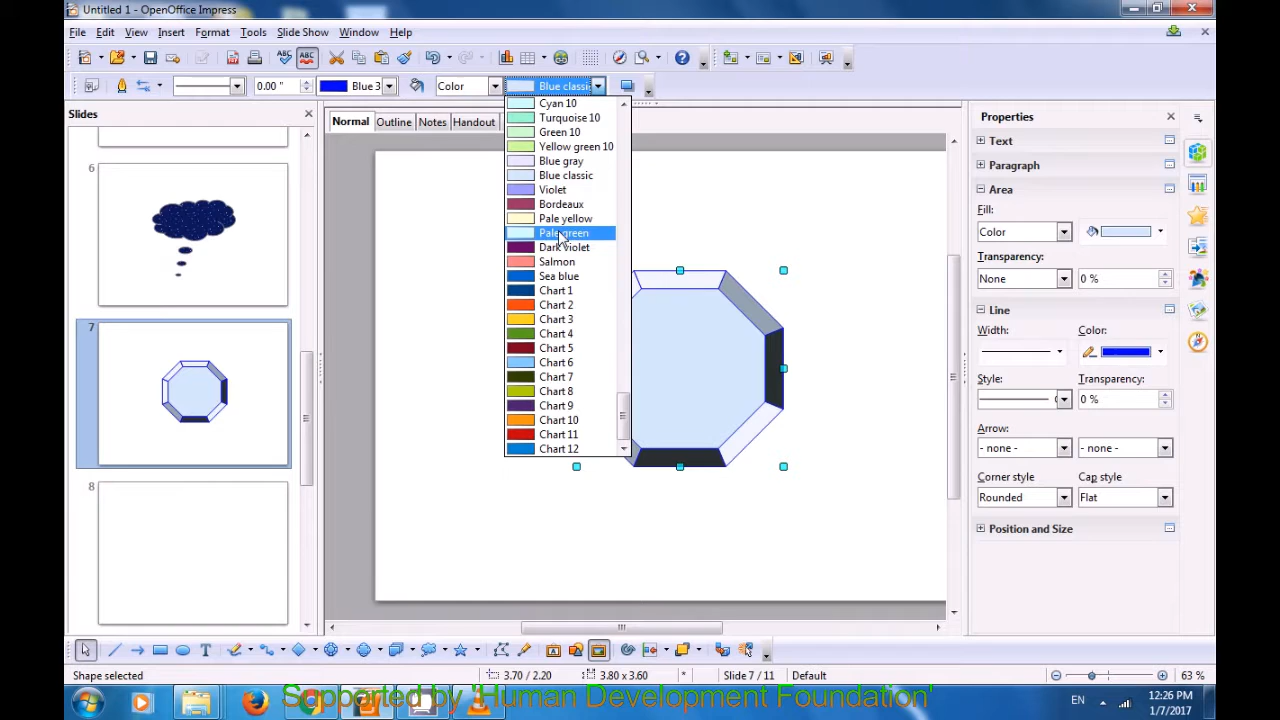 Untitled 1 - OpenOffice Impress
File Edit View Insert Format Tools Slide Show Window Help
0.00 " Blue 3 Color Blue classi
Slides
Normal Outline Notes Handout
Properties
Cyan 10
Turquoise 10
Green 10
Yellow green 10
Blue gray
Blue classic
Violet
Bordeaux
Pale yellow
Pale green
Dark violet
Salmon
Sea blue
Chart 1
Chart 2
Chart 3
Chart 4
Chart 5
Chart 6
Chart 7
Chart 8
Chart 9
Chart 10
Chart 11
Chart 12
6
7
8
Text
Paragraph
Area
Fill:
Color
Transparency:
None 0 %
Line
Width: Color:
Style: Transparency:
0 %
Arrow:
- none - - none -
Corner style Cap style
Rounded Flat
Position and Size
Shape selected 3.70 / 2.20 3.80 x 3.60 * Slide 7 / 11 Default 63 %
Supported by 'Human Development Foundation'
EN 12:26 PM
1/7/2017